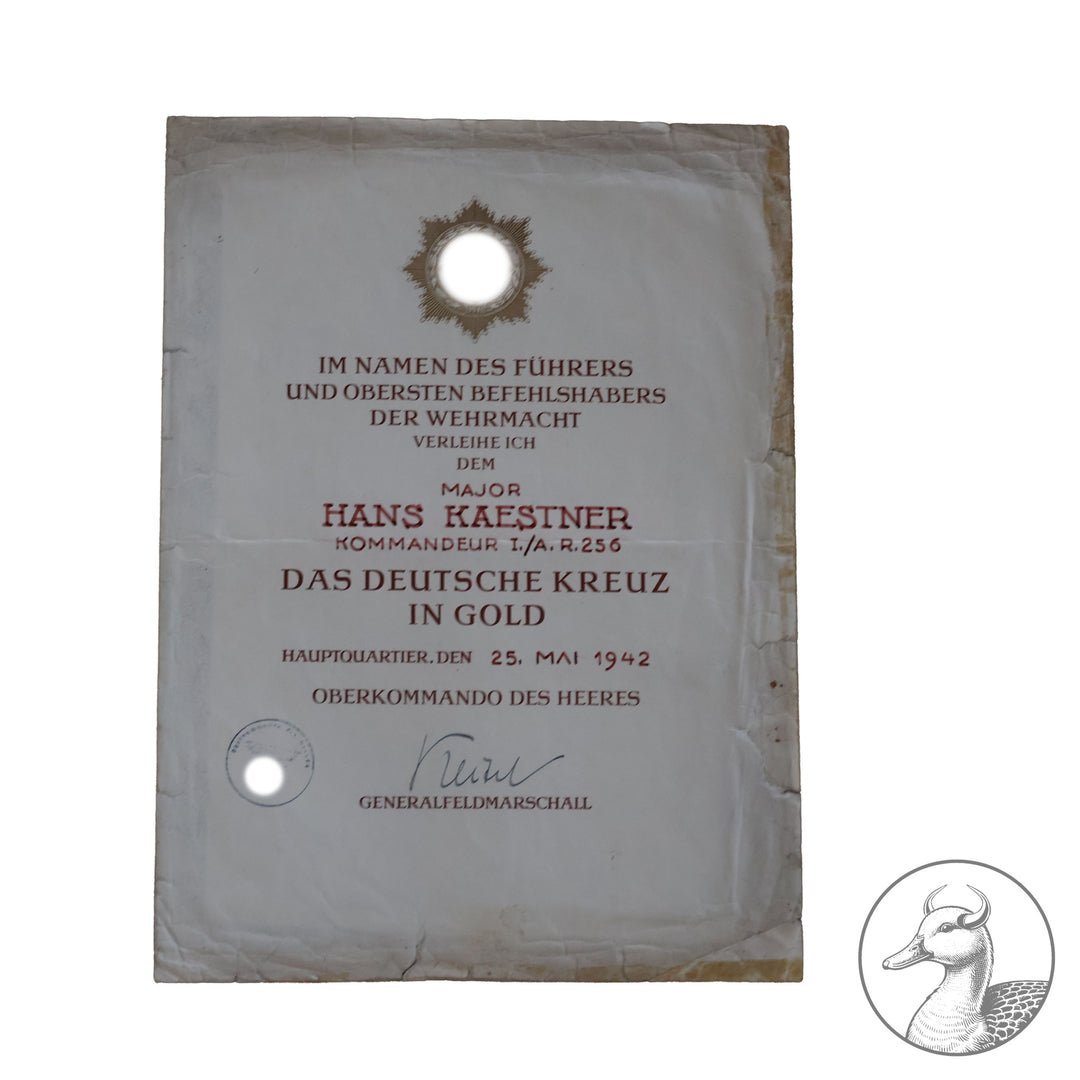 IM NAMEN DES FÜHRERS
UND OBERSTEN BEFEHLSHABERS
DER WEHRMACHT
VERLEIHE ICH
DEM
MAJOR
HANS KAESTNER
KOMMANDEUR I./A.R.256
DAS DEUTSCHE KREUZ
IN GOLD
HAUPTQUARTIER, DEN 25. MAI 1942
OBERKOMMANDO DES HEERES
Keitel
GENERALFELDMARSCHALL